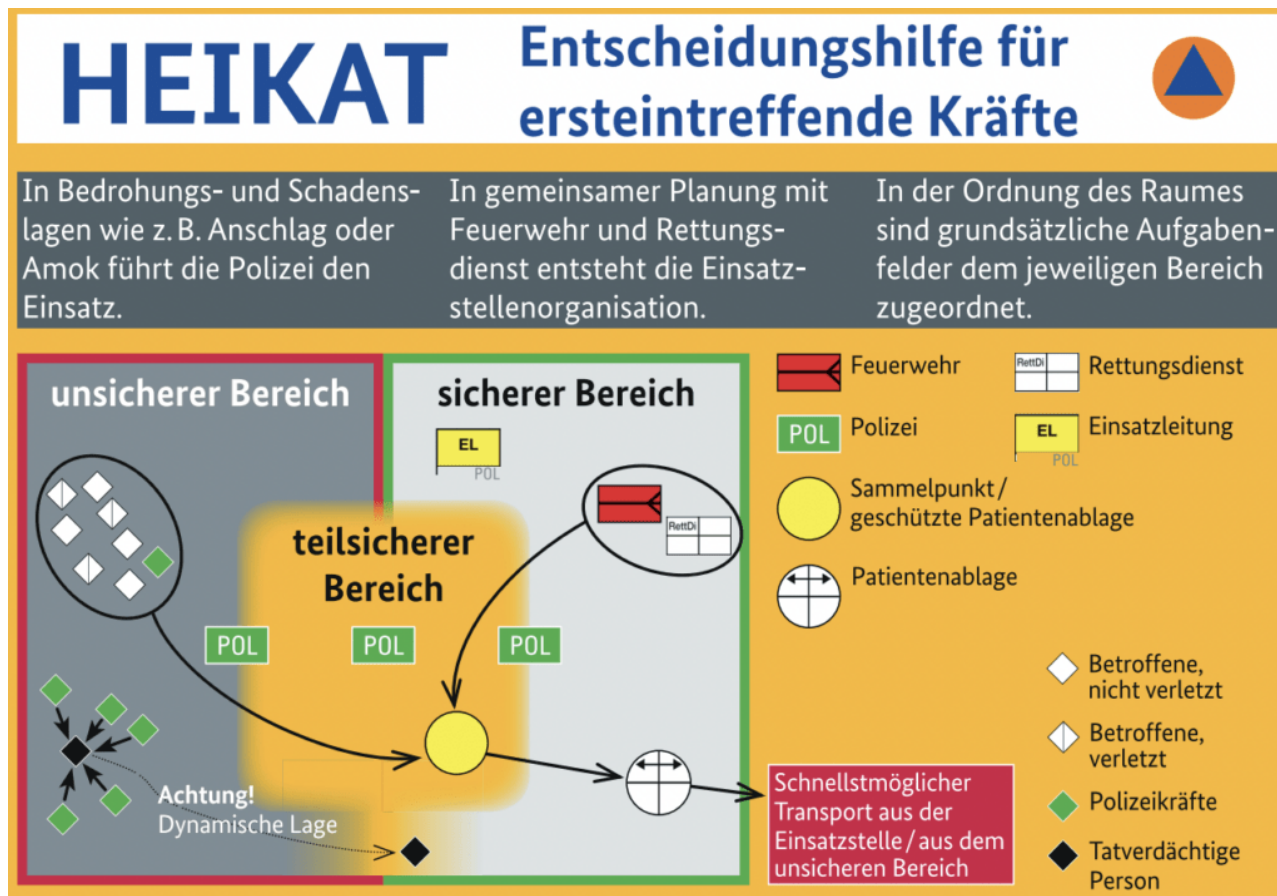 HEIKAT
Entscheidungshilfe für
ersteintreffende Kräfte
In Bedrohungs- und Schadens-
lagen wie z. B. Anschlag oder
Amok führt die Polizei den
Einsatz.
In gemeinsamer Planung mit
Feuerwehr und Rettungs-
dienst entsteht die Einsatz-
stellenorganisation.
In der Ordnung des Raumes
sind grundsätzliche Aufgaben-
felder dem jeweiligen Bereich
zugeordnet.
unsicherer Bereich
sicherer Bereich
EL
POL
RettDi
teilsicherer
Bereich
POL
POL
POL
Achtung!
Dynamische Lage
Feuerwehr
RettDi
Rettungsdienst
POL
Polizei
EL
POL
Einsatzleitung
Sammelpunkt/
geschützte Patientenablage
Patientenablage
Schnellstmöglicher
Transport aus der
Einsatzstelle / aus dem
unsicheren Bereich
Betroffene,
nicht verletzt
Betroffene,
verletzt
Polizeikräfte
Tatverdächtige
Person